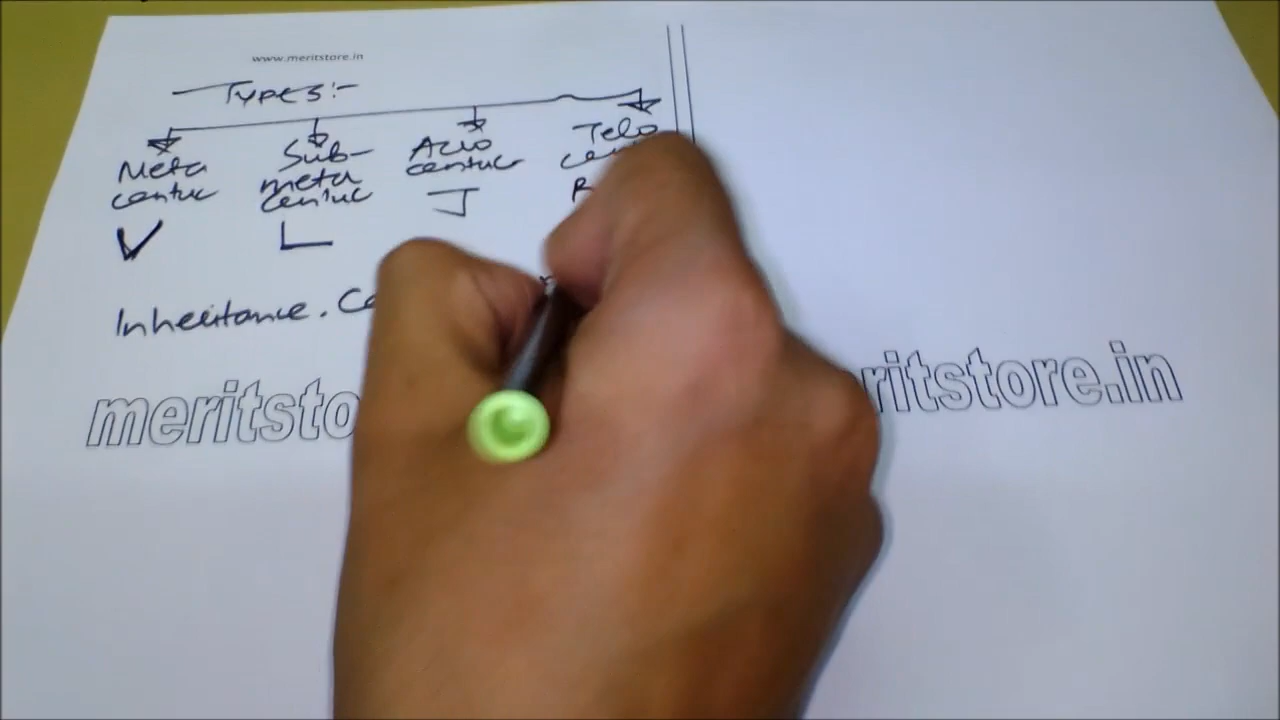 www.meritstore.in
Types:-
Meta centric
Sub- meta centric
Acro centric
Telo
V
L
J
Inheritance.
meritsto
ritstore.in